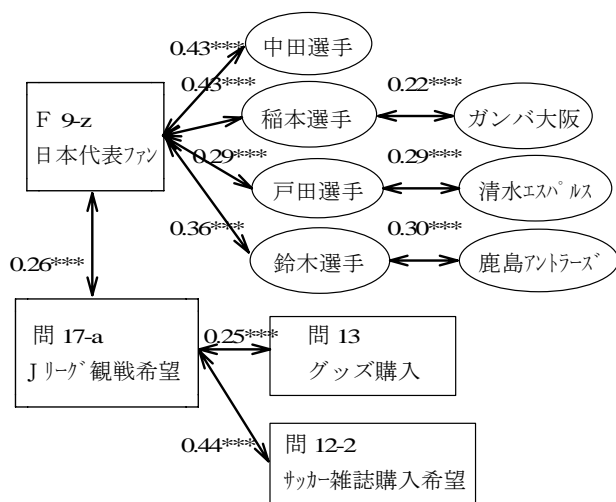 0.43***
中田選手
0.43***
0.22***
F 9-z
日本代表ファン
稲本選手
ガンバ大阪
0.29***
0.29***
戸田選手
清水エスパルス
0.36***
0.30***
鈴木選手
鹿島アントラーズ
0.26***
問 17-a
Jリーグ観戦希望
0.25***
問 13
グッズ購入
0.44***
問 12-2
サッカー雑誌購入希望